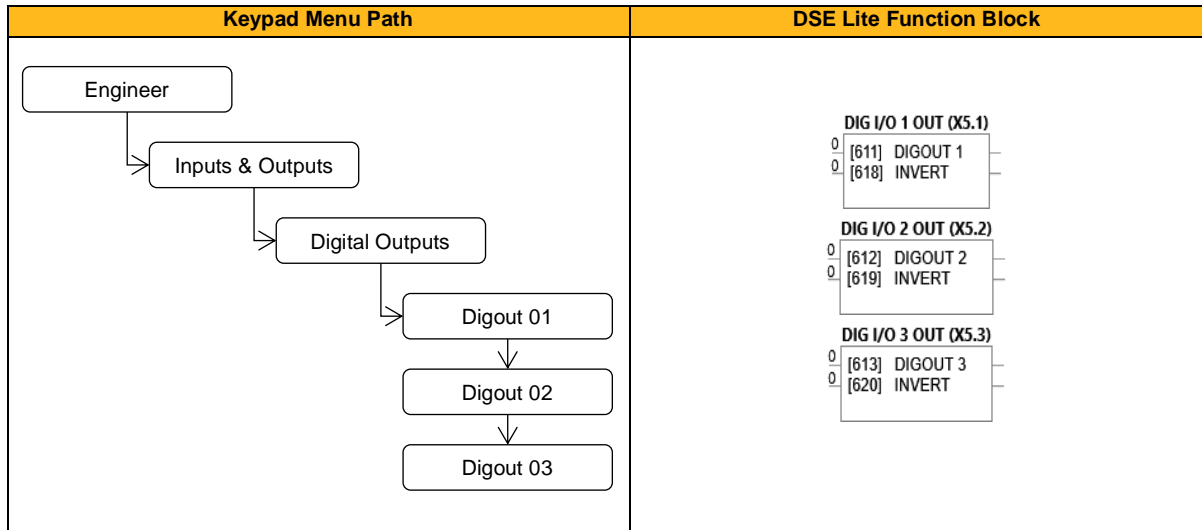 Keypad Menu Path
DSE Lite Function Block
Engineer
Inputs & Outputs
Digital Outputs
Digout 01
Digout 02
Digout 03
DIG I/O 1 OUT (X5.1)
0 [611] DIGOUT 1
0 [618] INVERT
DIG I/O 2 OUT (X5.2)
0 [612] DIGOUT 2
0 [619] INVERT
DIG I/O 3 OUT (X5.3)
0 [613] DIGOUT 3
0 [620] INVERT